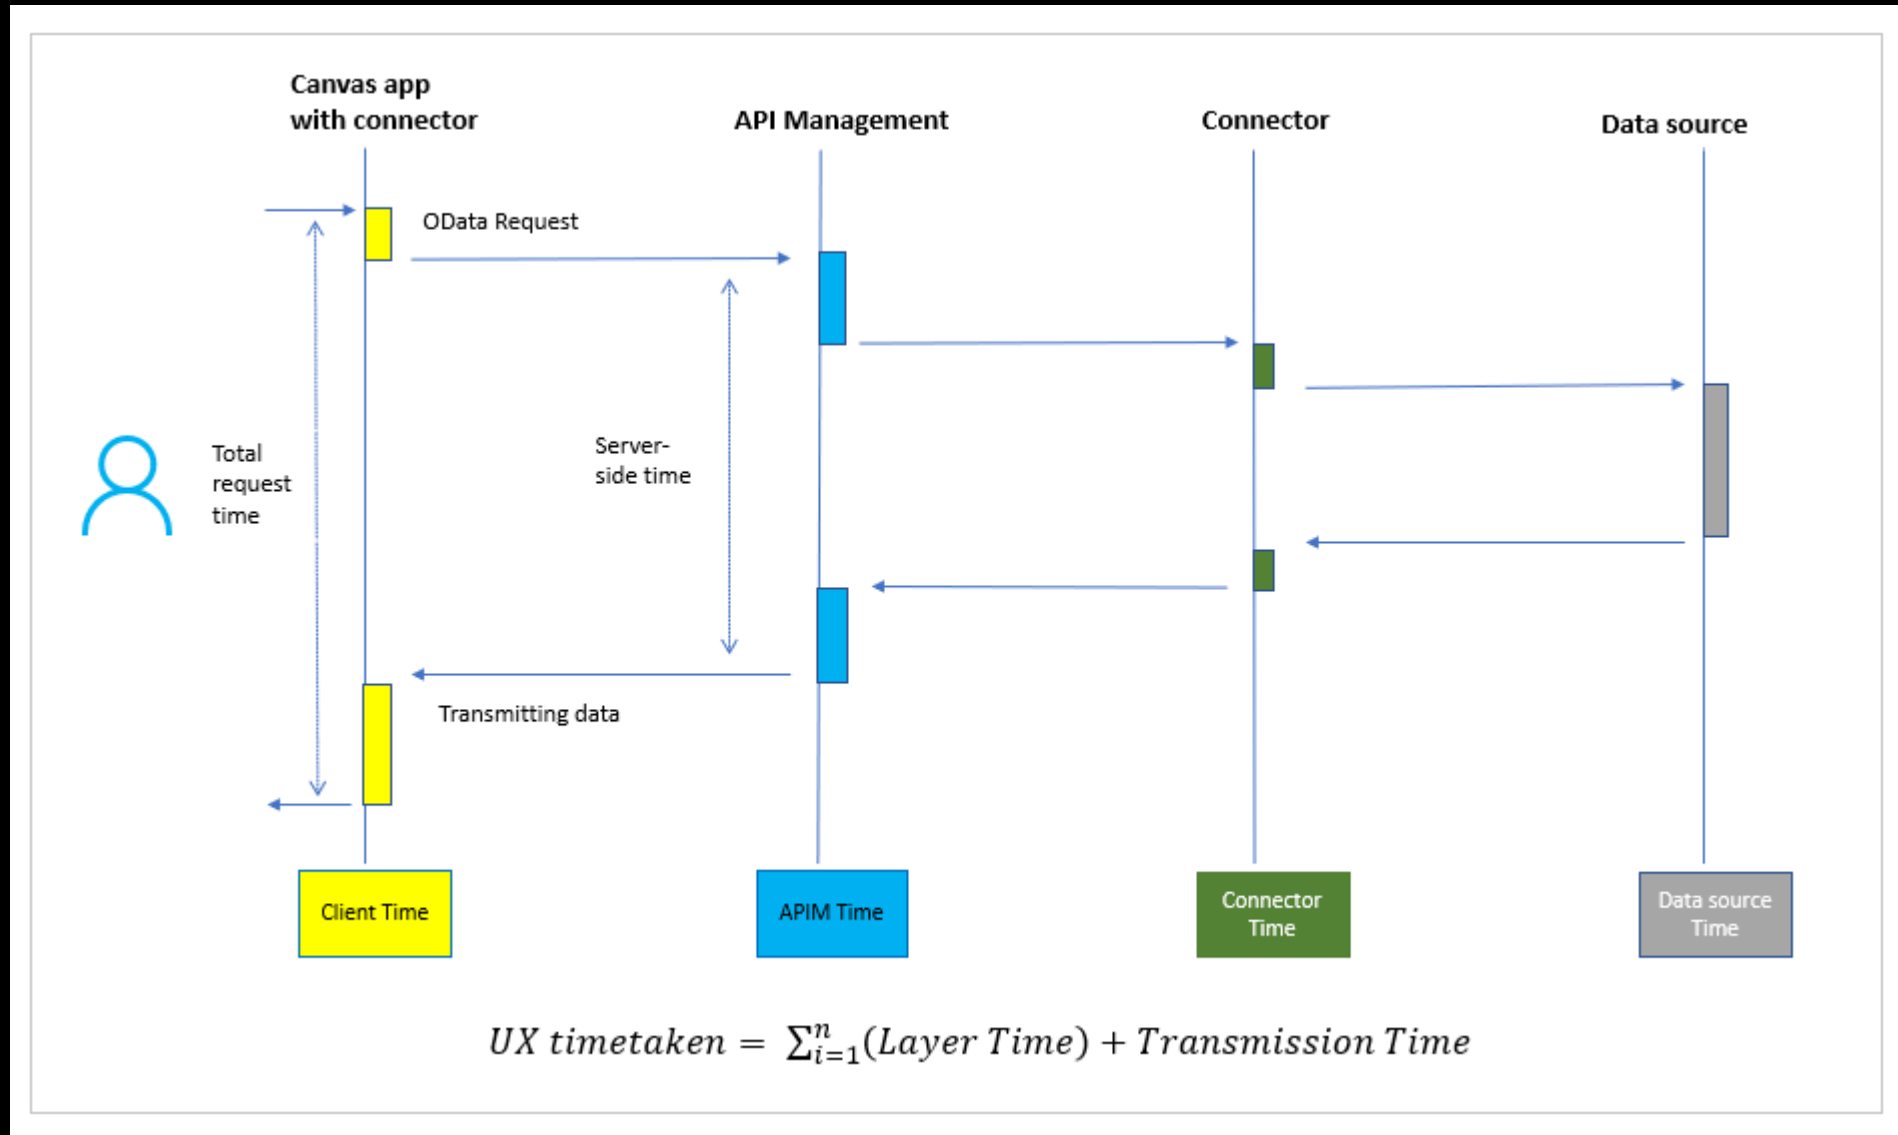 Canvas app
with connector
API Management
Connector
Data source
OData Request
Total
request
time
Server-
side time
Transmitting data
Client Time
APIM Time
Connector
Time
Data source
Time
UX timetaken = ∑ⁿᵢ₌₁(Layer Time) + Transmission Time